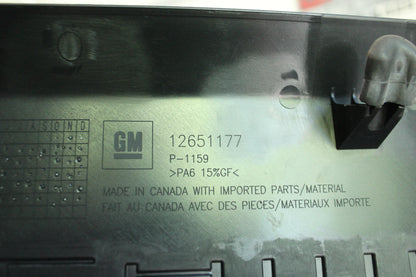 A S O N D
GM
12651177
P-1159
>PA6 15%GF<
MADE IN CANADA WITH IMPORTED PARTS/MATERIAL
FAIT AU CANADA AVEC DES PIECES/MATERIAUX IMPORTE